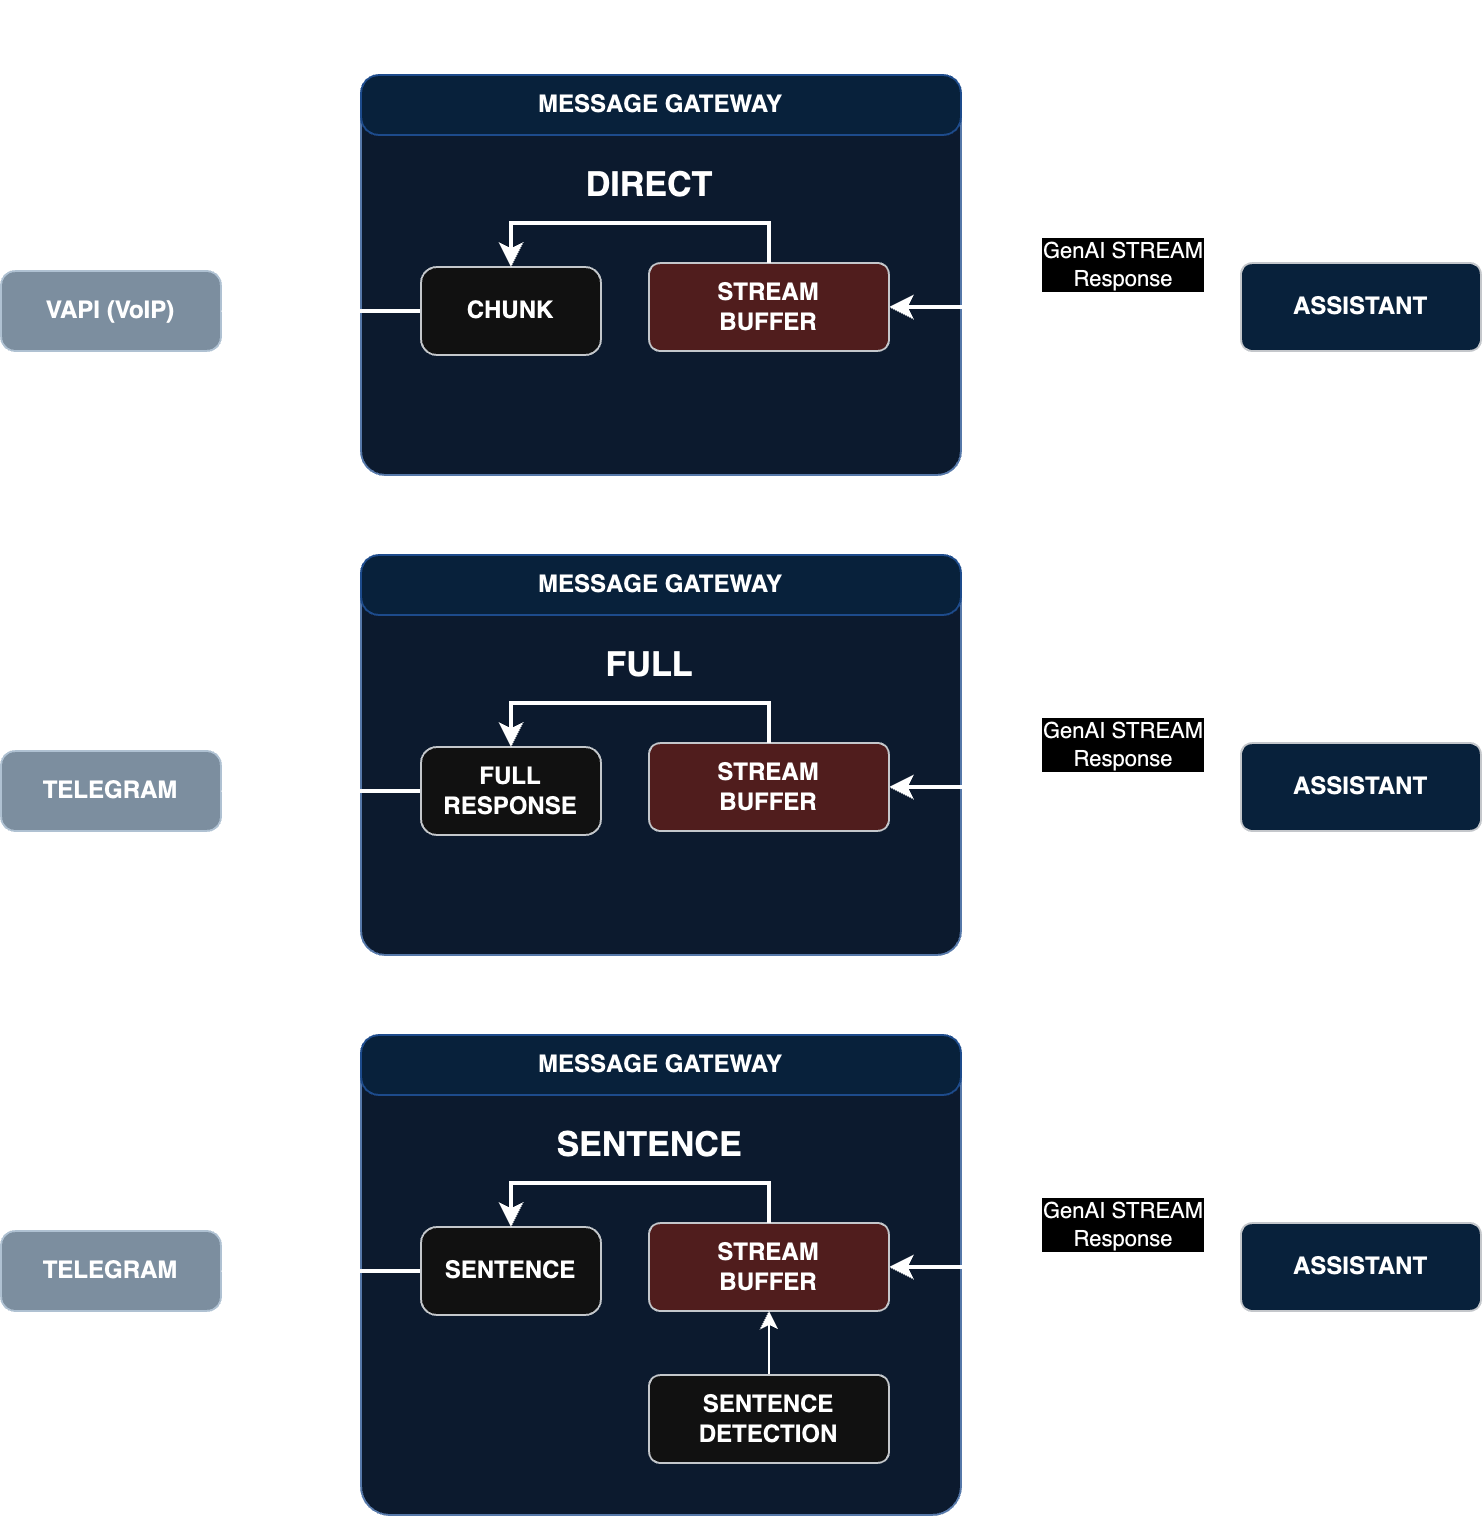 MESSAGE GATEWAY
DIRECT
VAPI (VoIP)
CHUNK
STREAM
BUFFER
GenAI STREAM
Response
ASSISTANT
MESSAGE GATEWAY
FULL
TELEGRAM
FULL
RESPONSE
STREAM
BUFFER
GenAI STREAM
Response
ASSISTANT
MESSAGE GATEWAY
SENTENCE
TELEGRAM
SENTENCE
STREAM
BUFFER
GenAI STREAM
Response
ASSISTANT
SENTENCE
DETECTION